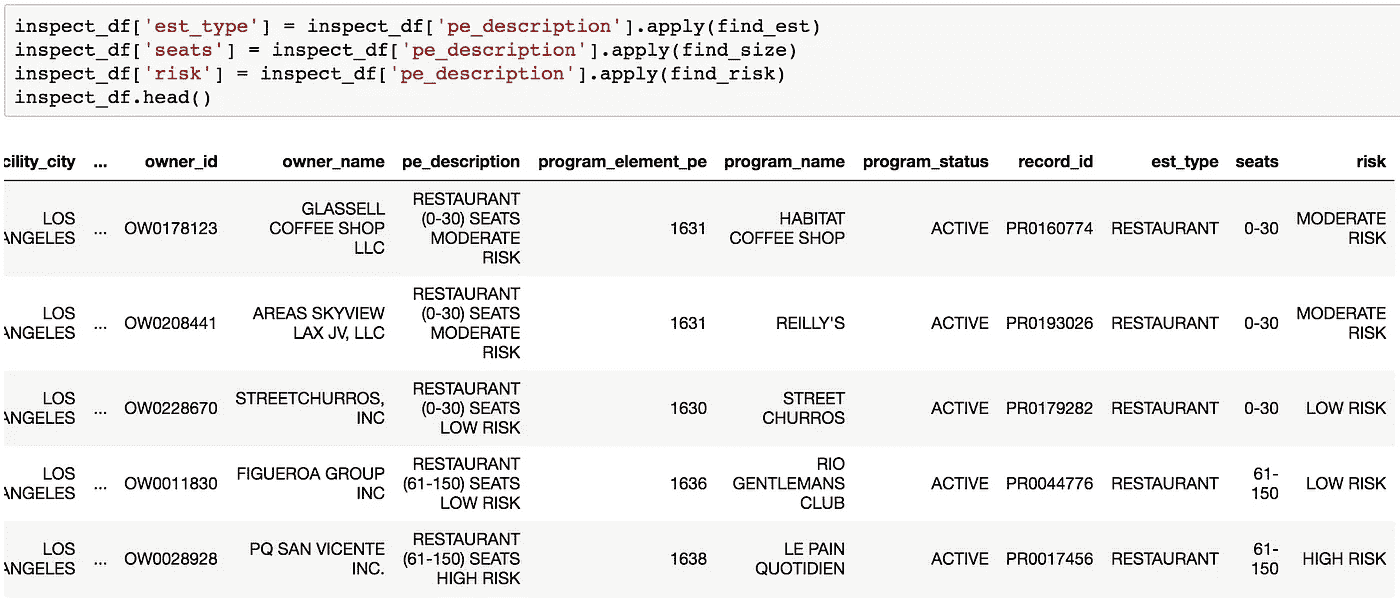 inspect_df['est_type'] = inspect_df['pe_description'].apply(find_est)
inspect_df['seats'] = inspect_df['pe_description'].apply(find_size)
inspect_df['risk'] = inspect_df['pe_description'].apply(find_risk)
inspect_df.head()
cility_city ... owner_id owner_name pe_description program_element_pe program_name program_status record_id est_type seats risk
LOS ANGELES ... OW0178123 GLASSELL COFFEE SHOP LLC RESTAURANT (0-30) SEATS MODERATE RISK 1631 HABITAT COFFEE SHOP ACTIVE PR0160774 RESTAURANT 0-30 MODERATE RISK
LOS ANGELES ... OW0208441 AREAS SKYVIEW LAX JV, LLC RESTAURANT (0-30) SEATS MODERATE RISK 1631 REILLY'S ACTIVE PR0193026 RESTAURANT 0-30 MODERATE RISK
LOS ANGELES ... OW0228670 STREETCHURROS, INC RESTAURANT (0-30) SEATS LOW RISK 1630 STREET CHURROS ACTIVE PR0179282 RESTAURANT 0-30 LOW RISK
LOS ANGELES ... OW0011830 FIGUEROA GROUP INC RESTAURANT (61-150) SEATS LOW RISK 1636 RIO GENTLEMANS CLUB ACTIVE PR0044776 RESTAURANT 61-150 LOW RISK
LOS ANGELES ... OW0028928 PQ SAN VICENTE INC. RESTAURANT (61-150) SEATS HIGH RISK 1638 LE PAIN QUOTIDIEN ACTIVE PR0017456 RESTAURANT 61-150 HIGH RISK